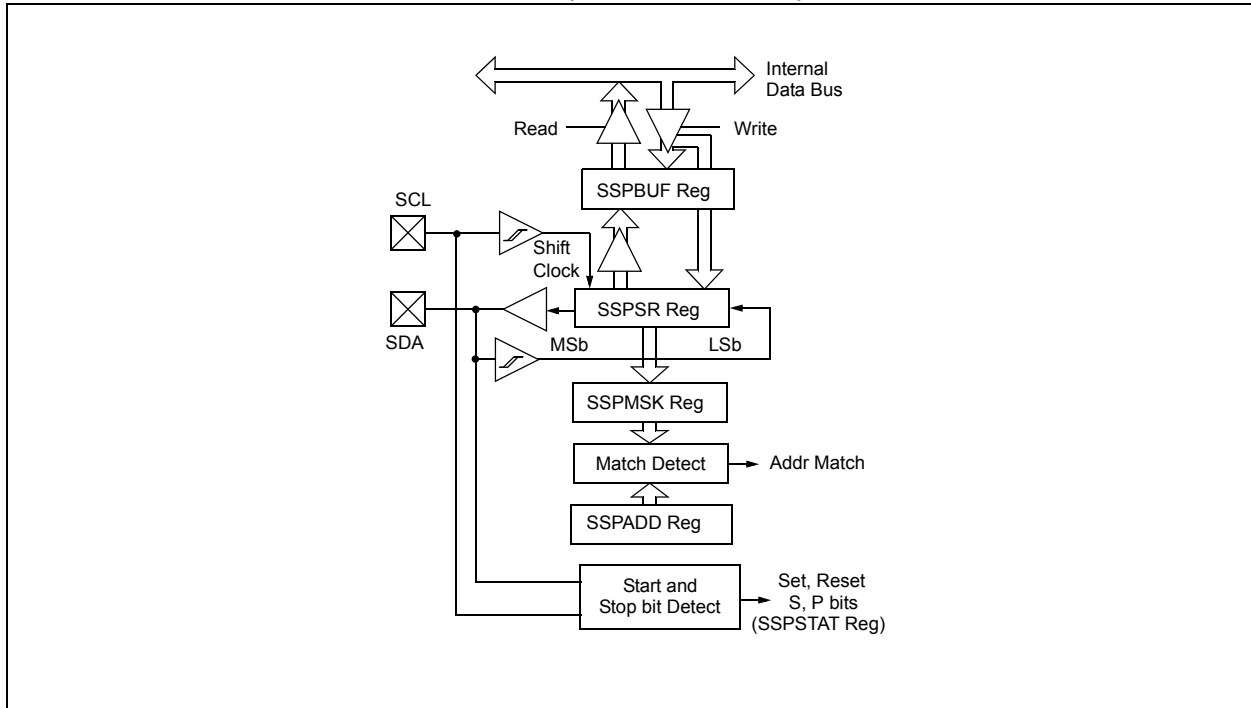 Internal
Data Bus
Read
Write
SSPBUF Reg
SCL
Shift
Clock
SSPSR Reg
SDA
MSb
LSb
SSPMSK Reg
Match Detect
Addr Match
SSPADD Reg
Start and
Stop bit Detect
Set, Reset
S, P bits
(SSPSTAT Reg)